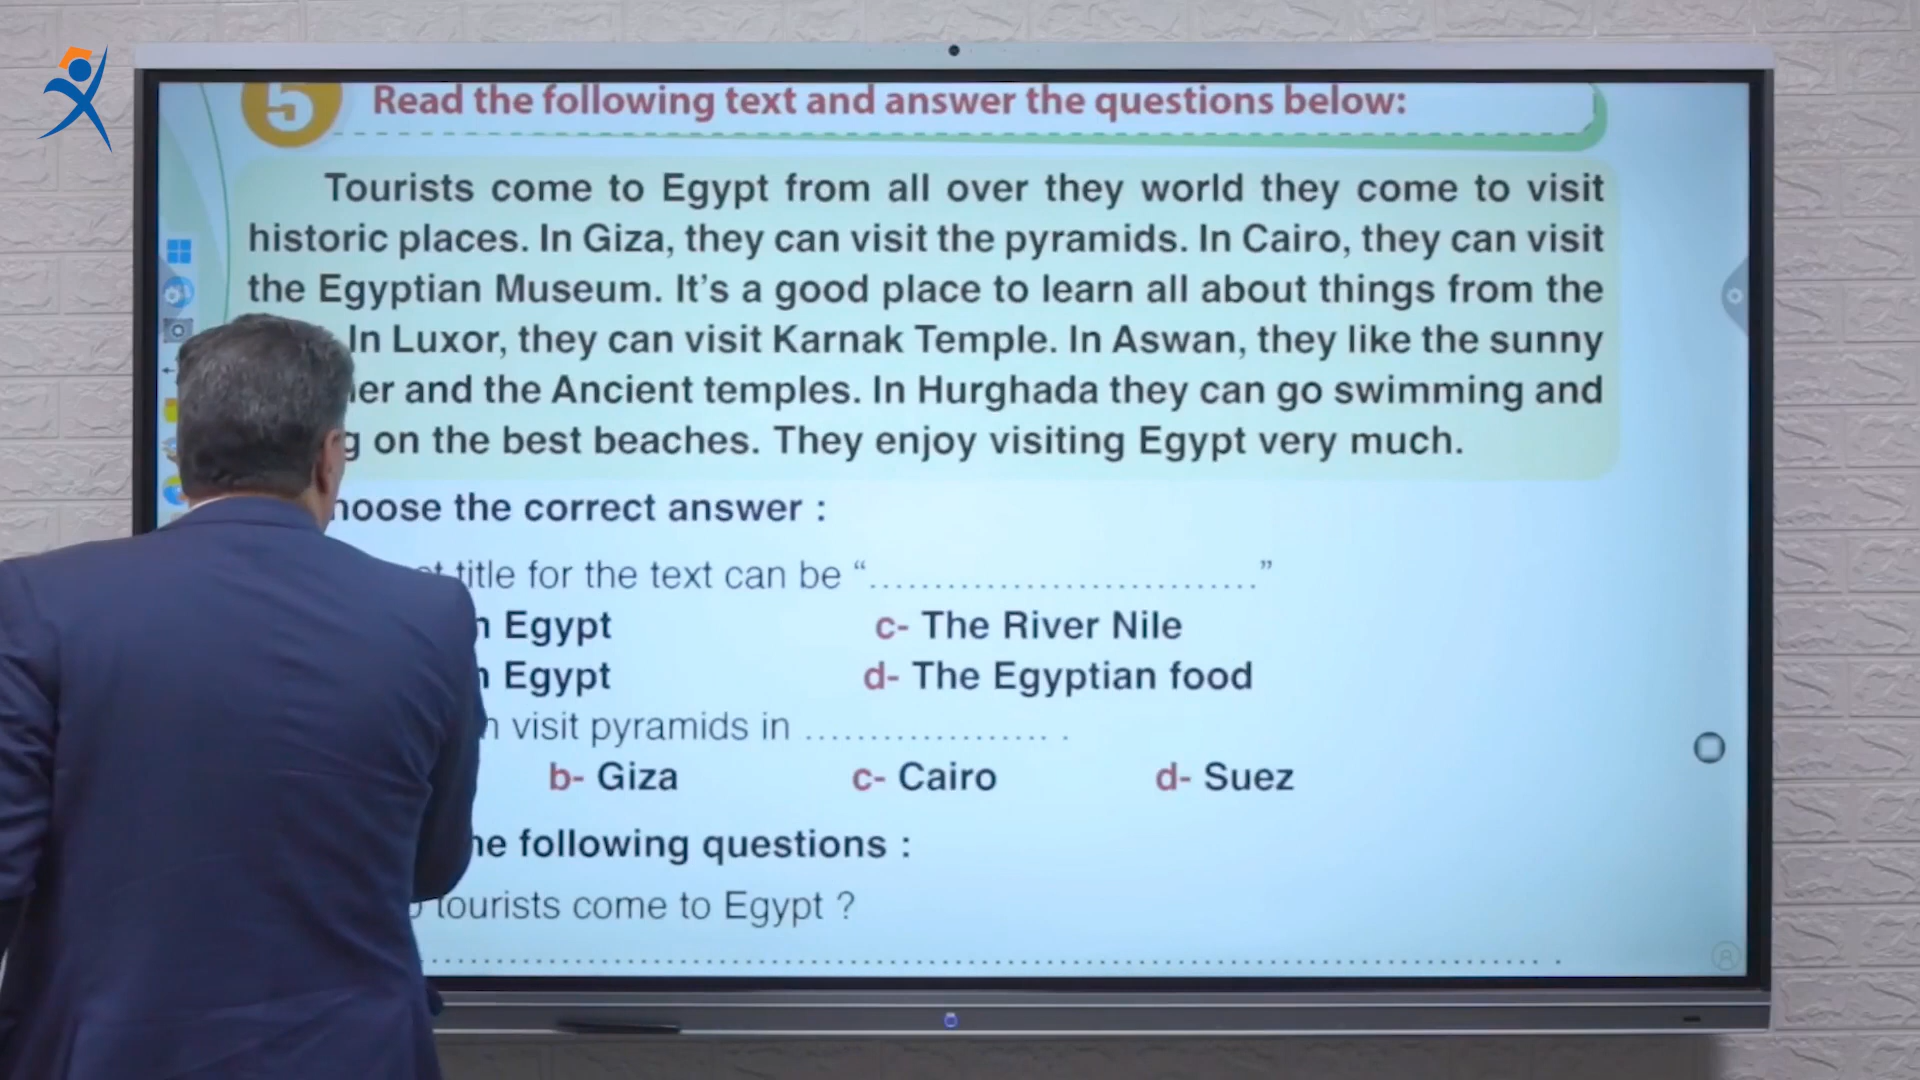 5 Read the following text and answer the questions below:
Tourists come to Egypt from all over they world they come to visit
historic places. In Giza, they can visit the pyramids. In Cairo, they can visit
the Egyptian Museum. It’s a good place to learn all about things from the
In Luxor, they can visit Karnak Temple. In Aswan, they like the sunny
and the Ancient temples. In Hurghada they can go swimming and
on the best beaches. They enjoy visiting Egypt very much.
the correct answer :
title for the text can be “..............................”
Egypt c- The River Nile
Egypt d- The Egyptian food
visit pyramids in ................... .
b- Giza c- Cairo d- Suez
following questions :
tourists come to Egypt ?